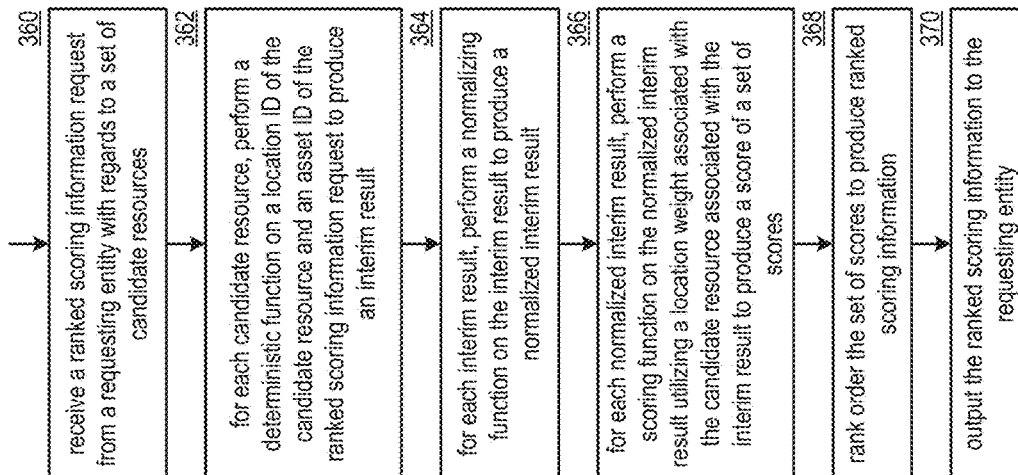 360
receive a ranked scoring information request
from a requesting entity with regards to a set of
candidate resources
362
for each candidate resource, perform a
deterministic function on a location ID of the
candidate resource and an asset ID of the
ranked scoring information request to produce
an interim result
364
for each interim result, perform a normalizing
function on the interim result to produce a
normalized interim result
366
for each normalized interim result, perform a
scoring function on the normalized interim
result utilizing a location weight associated with
the candidate resource associated with the
interim result to produce a score of a set of
scores
368
rank order the set of scores to produce ranked
scoring information
370
output the ranked scoring information to the
requesting entity